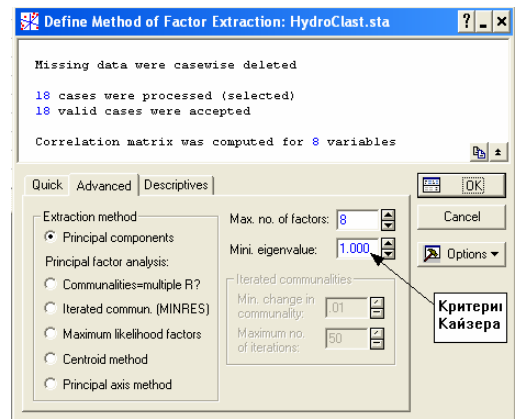 Define Method of Factor Extraction: HydroClast.sta
Missing data were casewise deleted
18 cases were processed (selected)
18 valid cases were accepted
Correlation matrix was computed for 8 variables
Quick Advanced Descriptives
OK
Cancel
Options
Extraction method
Principal components
Principal factor analysis:
Communalities=multiple R?
Iterated commun. (MINRES)
Maximum likelihood factors
Centroid method
Principal axis method
Max. no. of factors: 8
Mini. eigenvalue: 1.000
Iterated communalities
Min. change in
communality: .01
Maximum no.
of iterations: 50
Критери
Кайзера